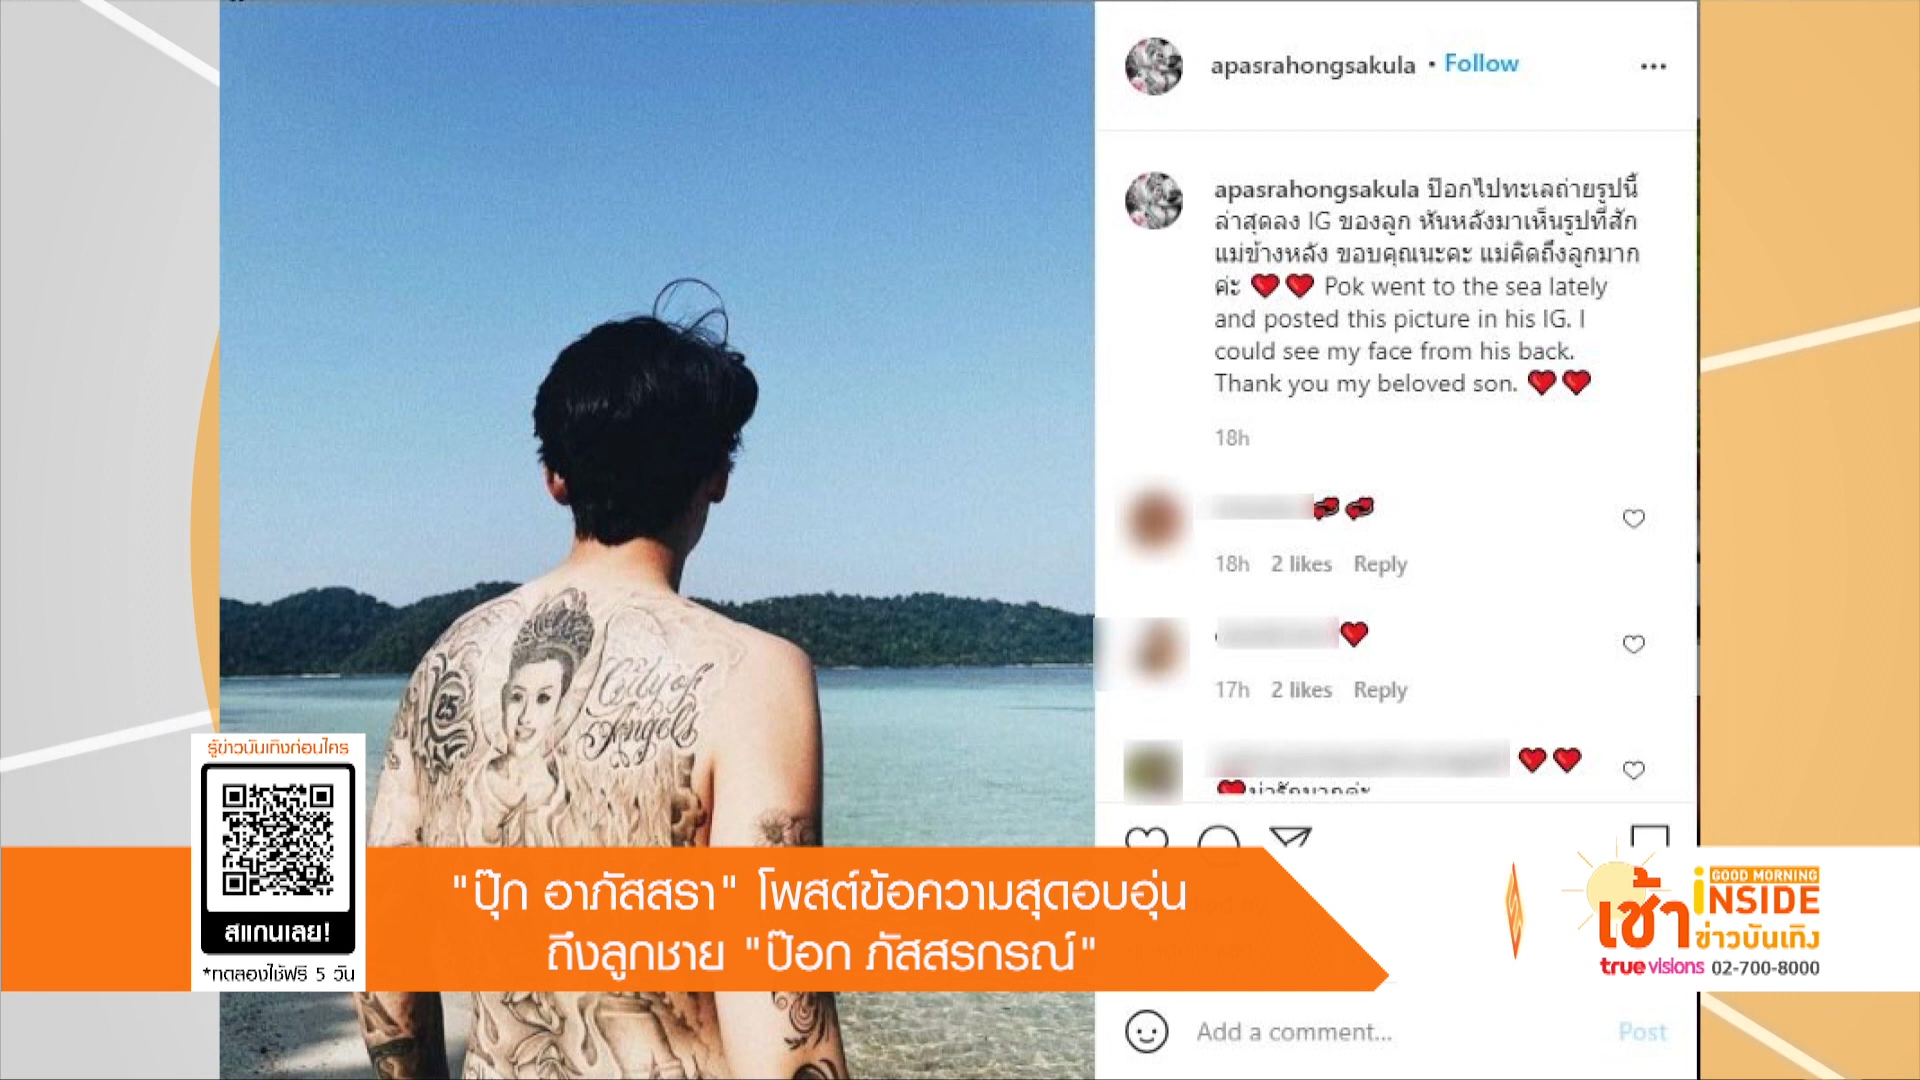 apasrahongsakula • Follow
apasrahongsakula ป๊อกไปทะเลถ่ายรูปนี้
ล่าสุดลง IG ของลูก หันหลังมาเห็นรูปที่สัก
แม่ข้างหลัง ขอบคุณนะคะ แม่คิดถึงลูกมาก
ค่ะ ❤️❤️ Pok went to the sea lately
and posted this picture in his IG. I
could see my face from his back.
Thank you my beloved son. ❤️❤️
18h
18h 2 likes Reply
17h 2 likes Reply
น่ารักมากค่ะ
Add a comment... Post
25
City of
Angels
รู้ข่าวบันเทิงก่อนใคร
สแกนเลย!
*ทดลองใช้ฟรี 5 วัน
"ปุ๊ก อาภัสสรา" โพสต์ข้อความสุดอบอุ่น
ถึงลูกชาย "ป๊อก ภัสสรกรณ์"
GOOD MORNING
iNSIDE
เช้า
ข่าวบันเทิง
truevisions 02-700-8000